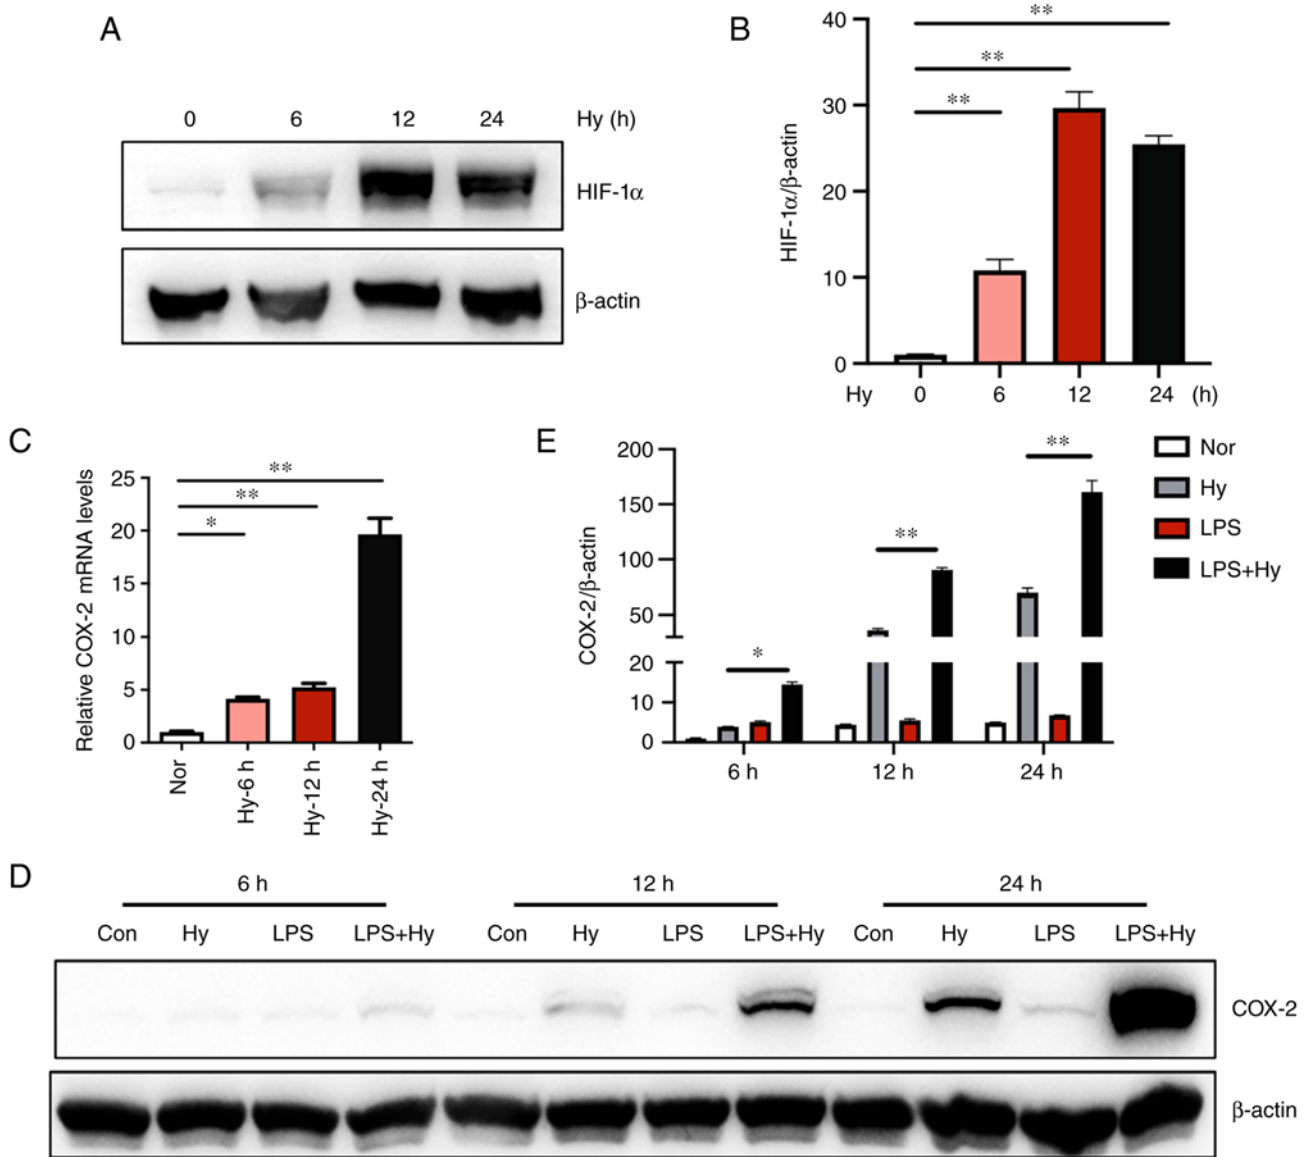 A
0 6 12 24 Hy (h)
HIF-1α
β-actin
B
**
**
**
HIF-1α/β-actin
40
30
20
10
0
Hy 0 6 12 24 (h)
C
**
**
*
Relative COX-2 mRNA levels
25
20
15
10
5
0
Nor
Hy-6 h
Hy-12 h
Hy-24 h
E
**
**
*
COX-2/β-actin
200
150
100
50
20
10
0
6 h 12 h 24 h
Nor
Hy
LPS
LPS+Hy
D
6 h 12 h 24 h
Con Hy LPS LPS+Hy Con Hy LPS LPS+Hy Con Hy LPS LPS+Hy
COX-2
β-actin